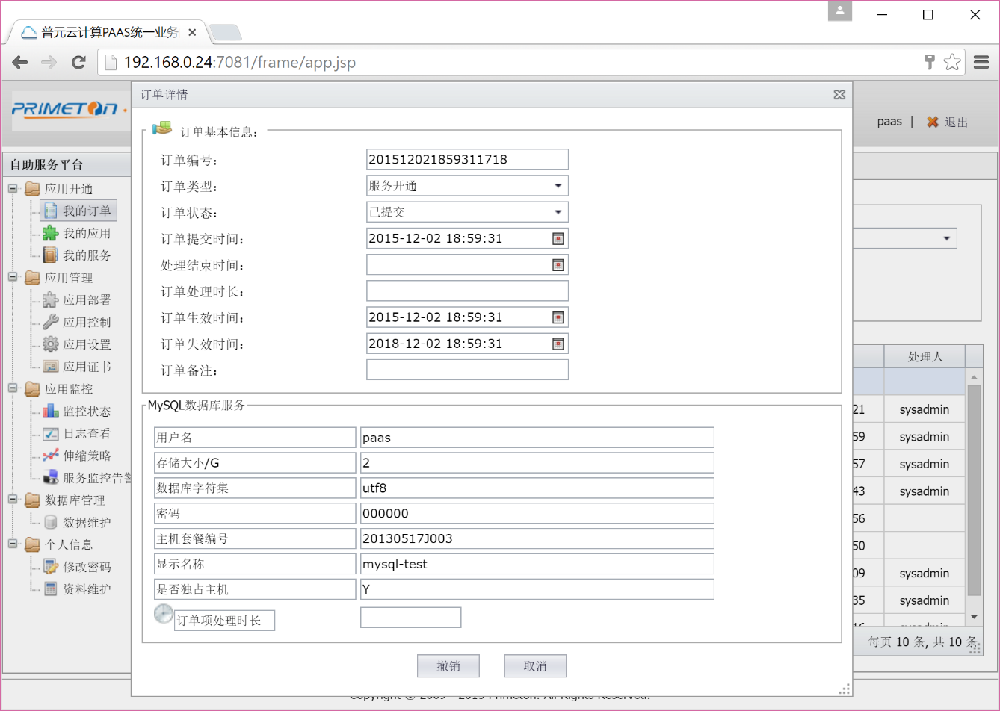 普元云计算PAAS统一业务
192.168.0.24:7081/frame/app.jsp
PRIMETON
paas | 退出
订单详情
自助服务平台
应用开通
我的订单
我的应用
我的服务
应用管理
应用部署
应用控制
应用设置
应用证书
应用监控
监控状态
日志查看
伸缩策略
服务监控告警
数据库管理
数据维护
个人信息
修改密码
资料维护
订单基本信息：
订单编号： 201512021859311718
订单类型： 服务开通
订单状态： 已提交
订单提交时间： 2015-12-02 18:59:31
处理结束时间：
订单处理时长：
订单生效时间： 2015-12-02 18:59:31
订单失效时间： 2018-12-02 18:59:31
订单备注：
MySQL数据库服务
用户名 paas
存储大小/G 2
数据库字符集 utf8
密码 000000
主机套餐编号 20130517J003
显示名称 mysql-test
是否独占主机 Y
订单项处理时长
撤销 取消
处理人
21 sysadmin
59 sysadmin
57 sysadmin
43 sysadmin
56
50
09 sysadmin
35 sysadmin
16 sysadmin
每页 10 条, 共 10 条
Copyright © 2009 - 2015 Primeton. All Rights Reserved.